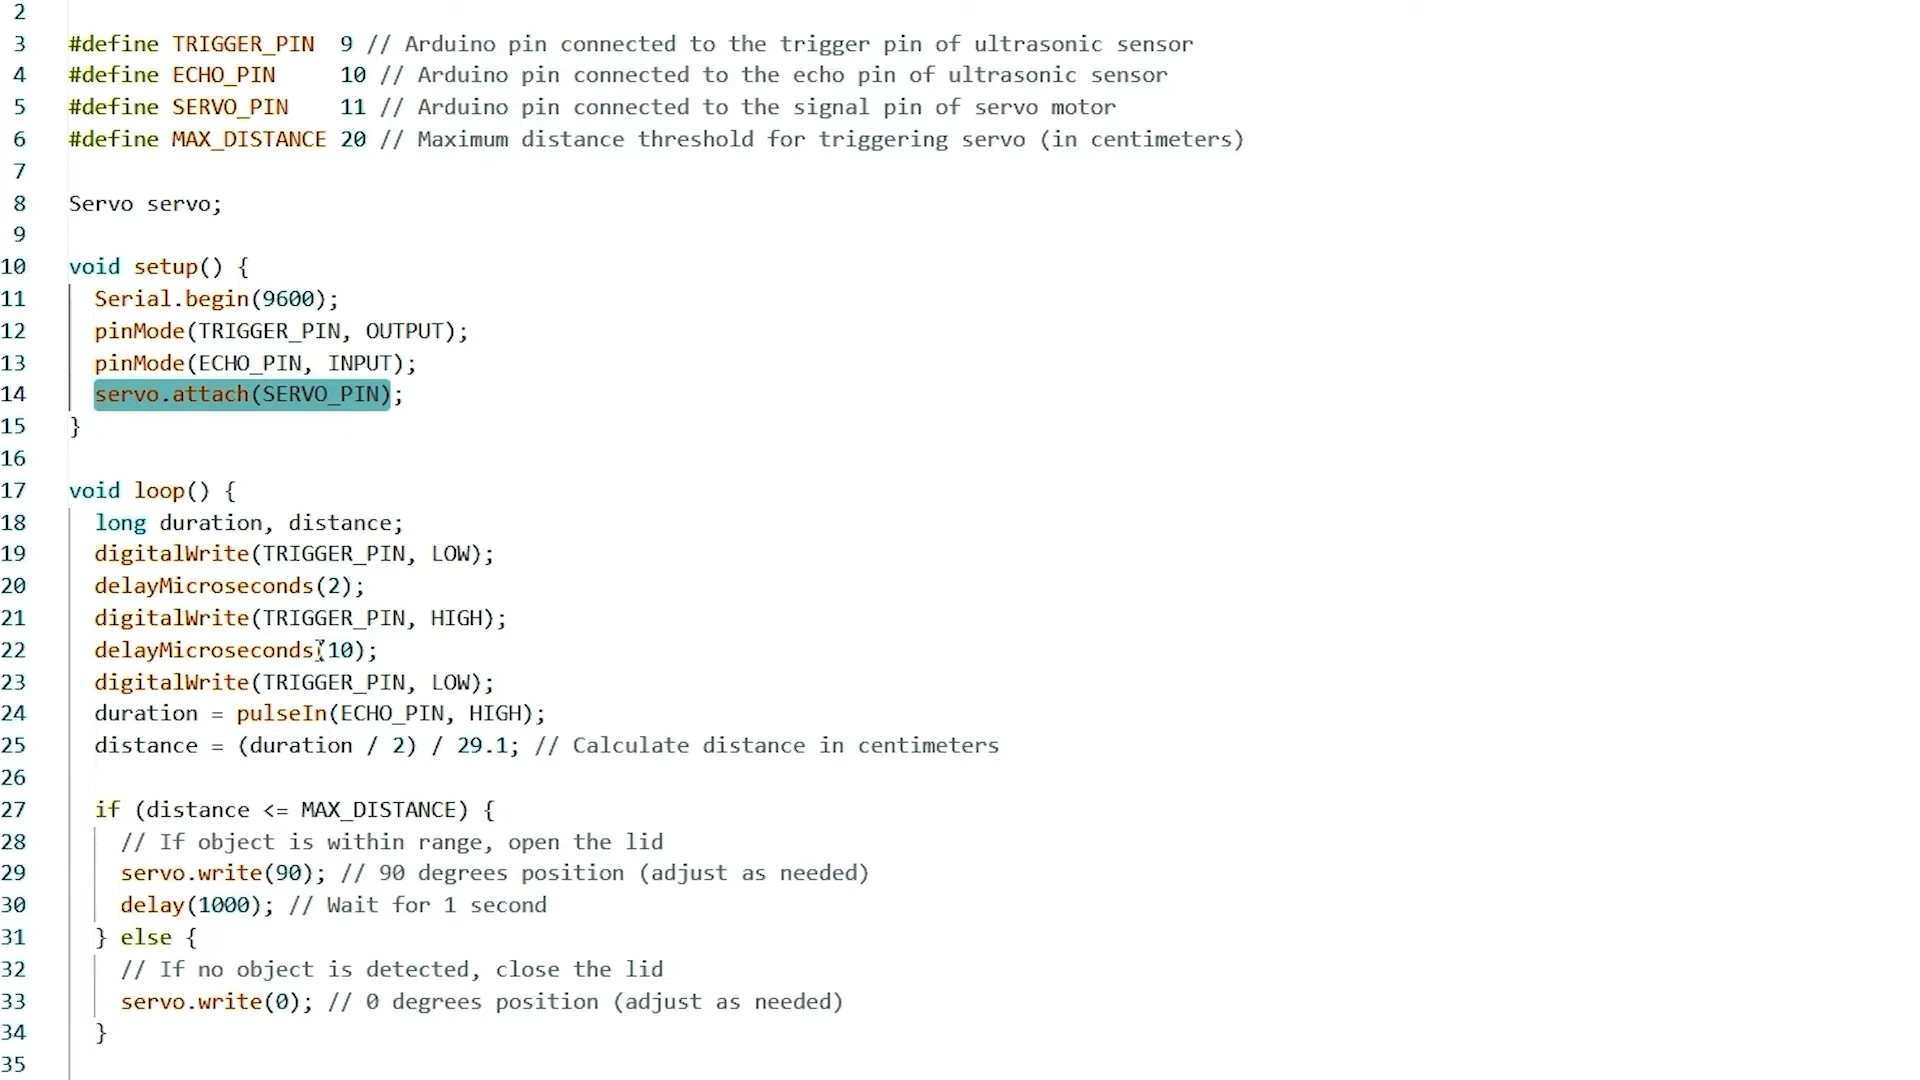 2
3 #define TRIGGER_PIN  9 // Arduino pin connected to the trigger pin of ultrasonic sensor
4 #define ECHO_PIN     10 // Arduino pin connected to the echo pin of ultrasonic sensor
5 #define SERVO_PIN    11 // Arduino pin connected to the signal pin of servo motor
6 #define MAX_DISTANCE 20 // Maximum distance threshold for triggering servo (in centimeters)
7
8 Servo servo;
9
10 void setup() {
11   Serial.begin(9600);
12   pinMode(TRIGGER_PIN, OUTPUT);
13   pinMode(ECHO_PIN, INPUT);
14   servo.attach(SERVO_PIN);
15 }
16
17 void loop() {
18   long duration, distance;
19   digitalWrite(TRIGGER_PIN, LOW);
20   delayMicroseconds(2);
21   digitalWrite(TRIGGER_PIN, HIGH);
22   delayMicroseconds(10);
23   digitalWrite(TRIGGER_PIN, LOW);
24   duration = pulseIn(ECHO_PIN, HIGH);
25   distance = (duration / 2) / 29.1; // Calculate distance in centimeters
26
27   if (distance <= MAX_DISTANCE) {
28     // If object is within range, open the lid
29     servo.write(90); // 90 degrees position (adjust as needed)
30     delay(1000); // Wait for 1 second
31   } else {
32     // If no object is detected, close the lid
33     servo.write(0); // 0 degrees position (adjust as needed)
34   }
35